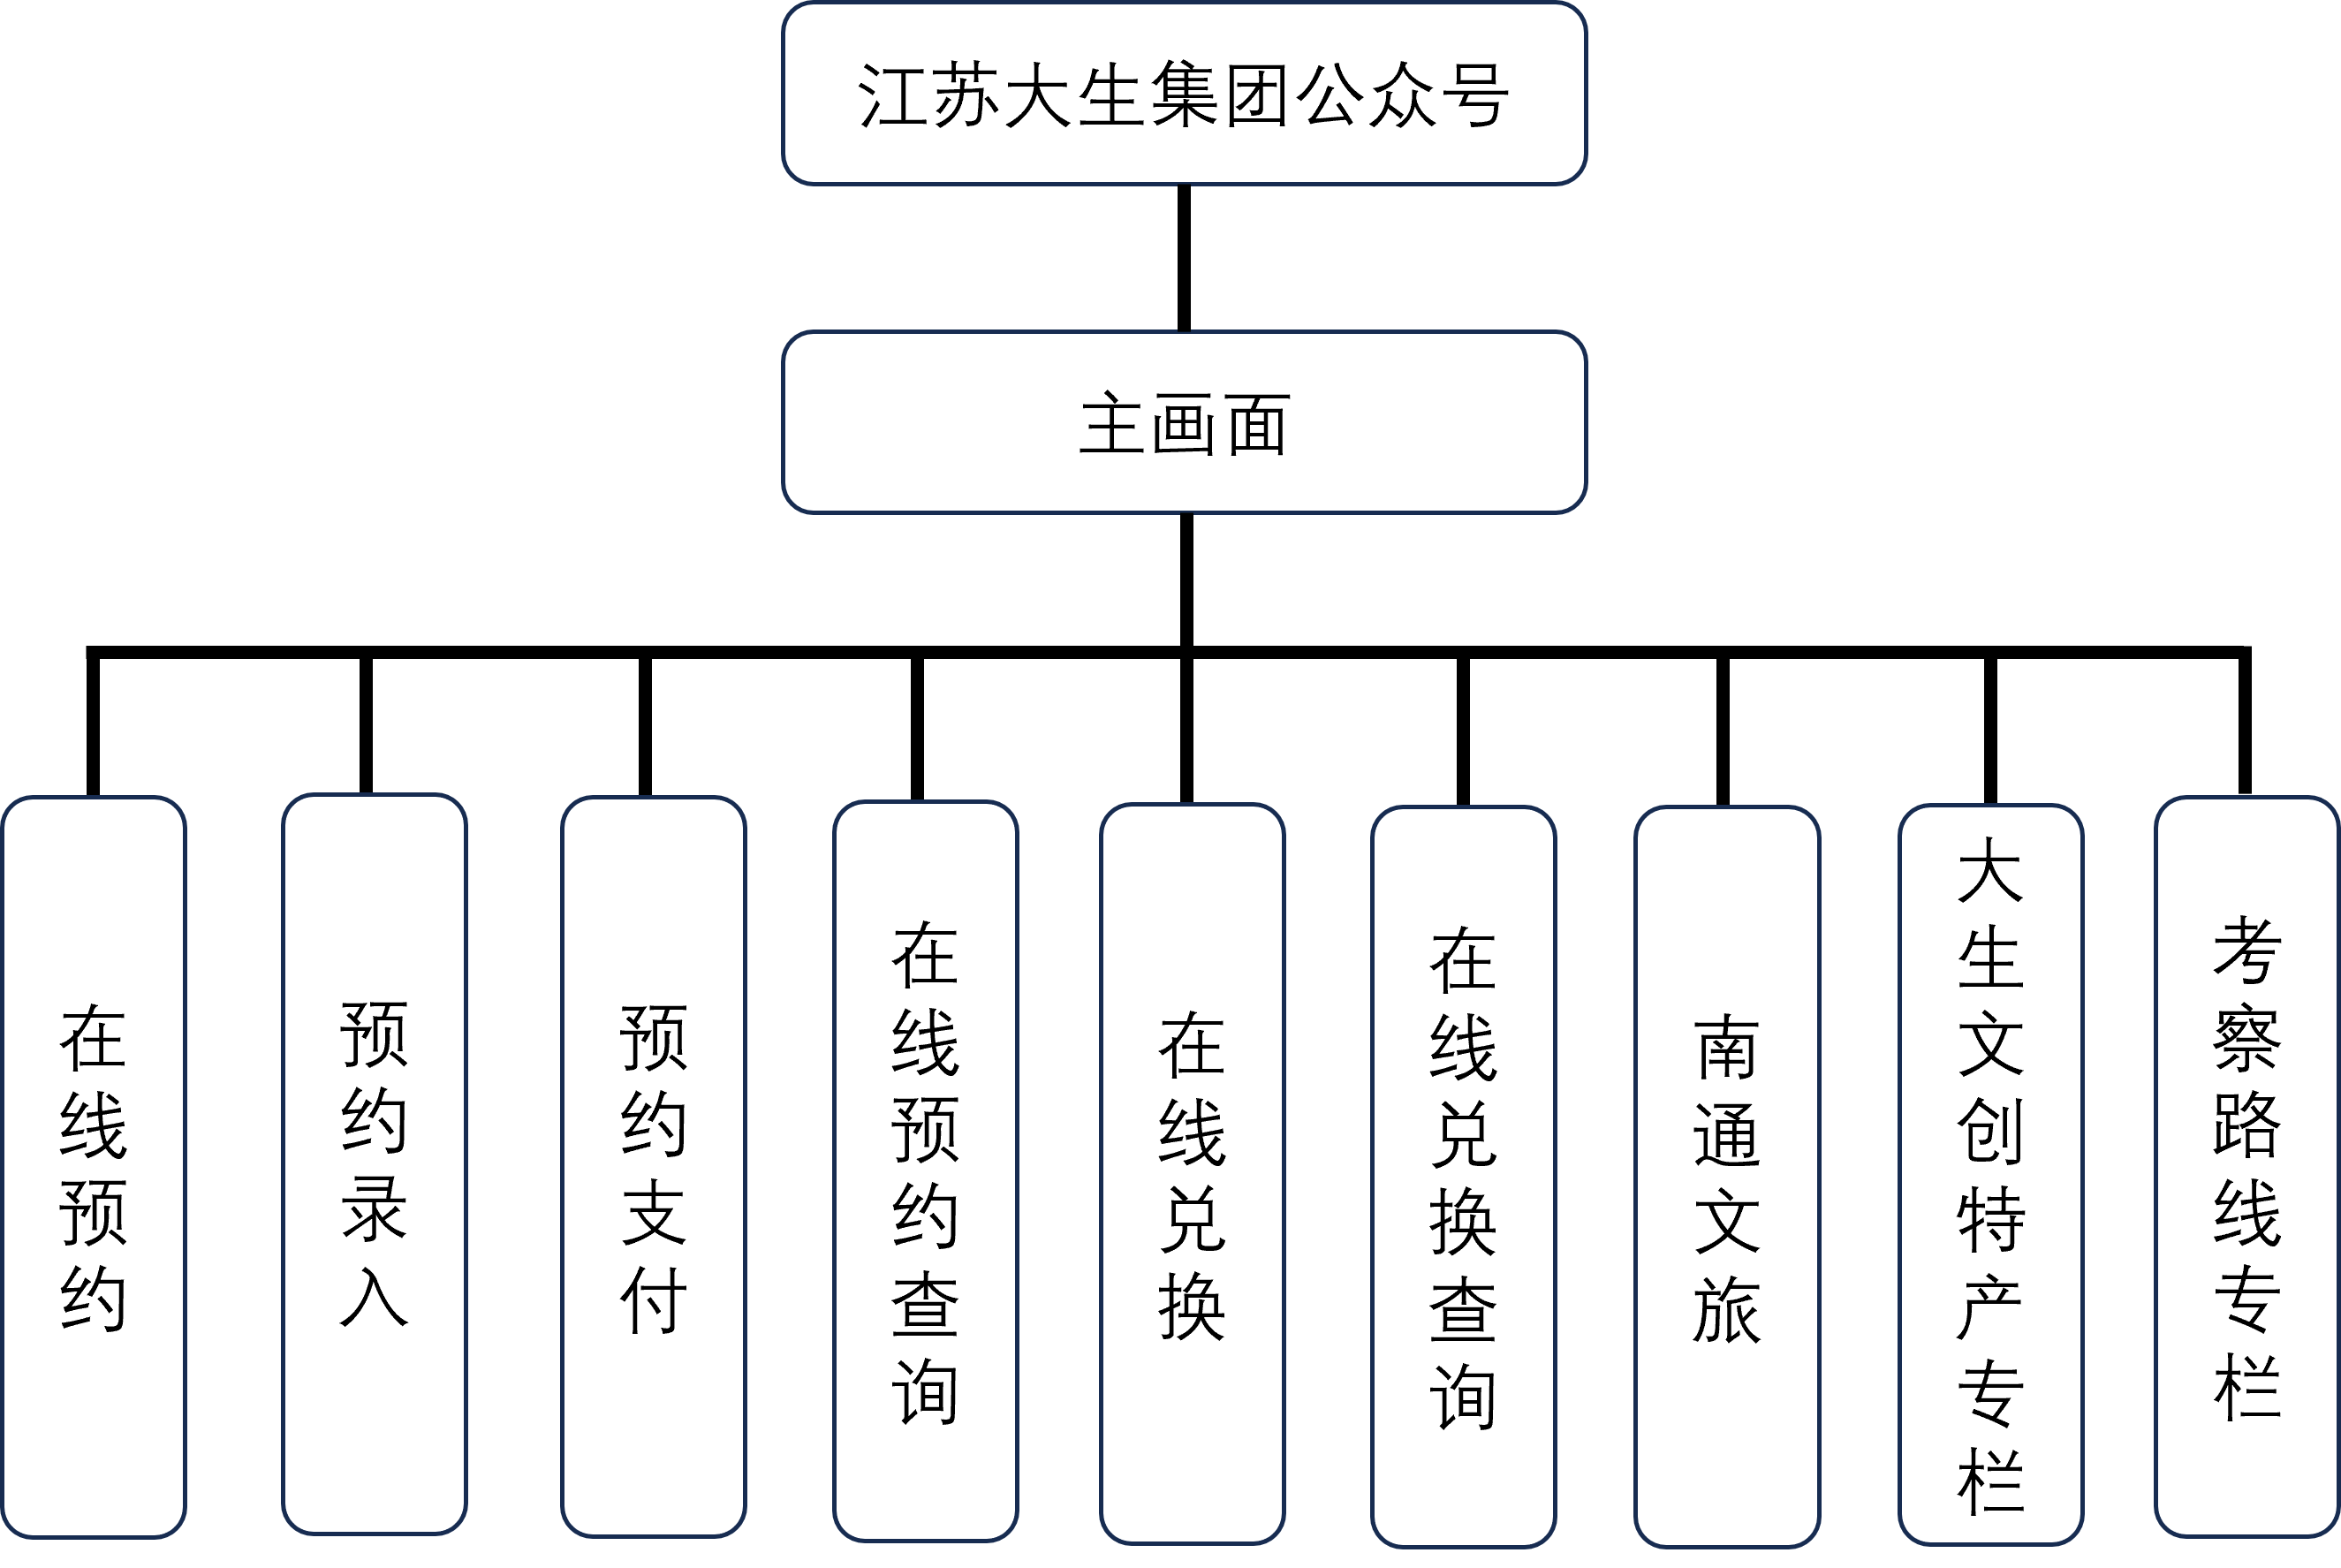 江苏大生集团公众号
主画面
在线预约
预约录入
预约支付
在线预约查询
在线兑换
在线兑换查询
南通文旅
大生文创特产专栏
考察路线专栏